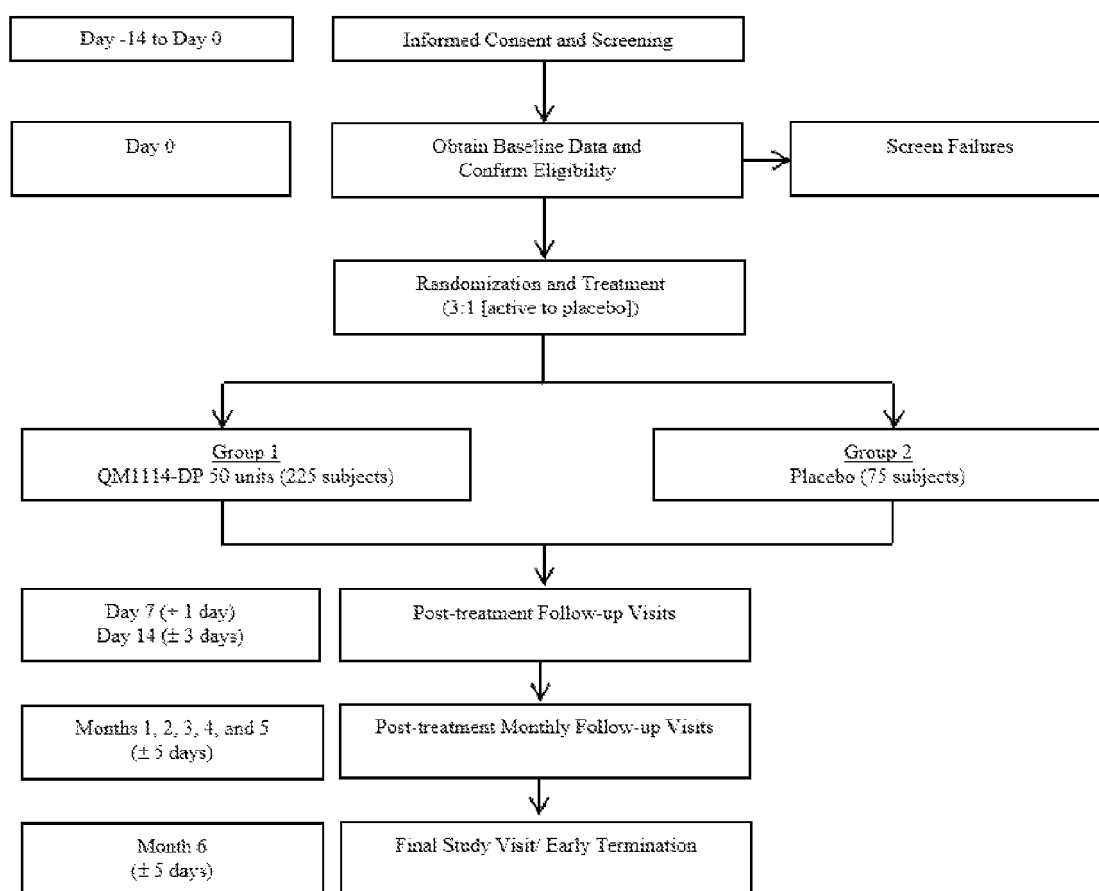 Day -14 to Day 0
Informed Consent and Screening
Day 0
Obtain Baseline Data and
Confirm Eligibility
Screen Failures
Randomization and Treatment
(3:1 [active to placebo])
Group 1
QM1114-DP 50 units (225 subjects)
Group 2
Placebo (75 subjects)
Day 7 (+ 1 day)
Day 14 (± 3 days)
Post-treatment Follow-up Visits
Months 1, 2, 3, 4, and 5
(± 5 days)
Post-treatment Monthly Follow-up Visits
Month 6
(± 5 days)
Final Study Visit/ Early Termination